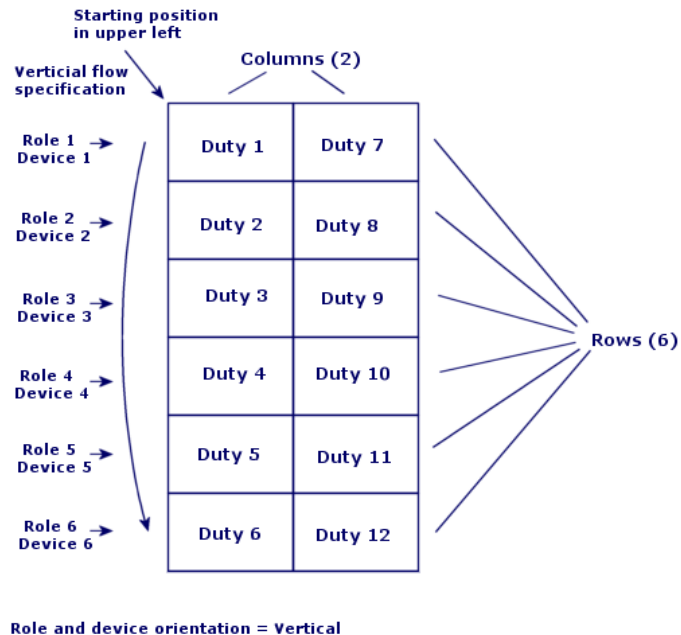 Starting position
in upper left
Columns (2)
Verticial flow
specification
Role 1
Device 1
Duty 1
Duty 7
Role 2
Device 2
Duty 2
Duty 8
Role 3
Device 3
Duty 3
Duty 9
Rows (6)
Role 4
Device 4
Duty 4
Duty 10
Role 5
Device 5
Duty 5
Duty 11
Role 6
Device 6
Duty 6
Duty 12
Role and device orientation = Vertical